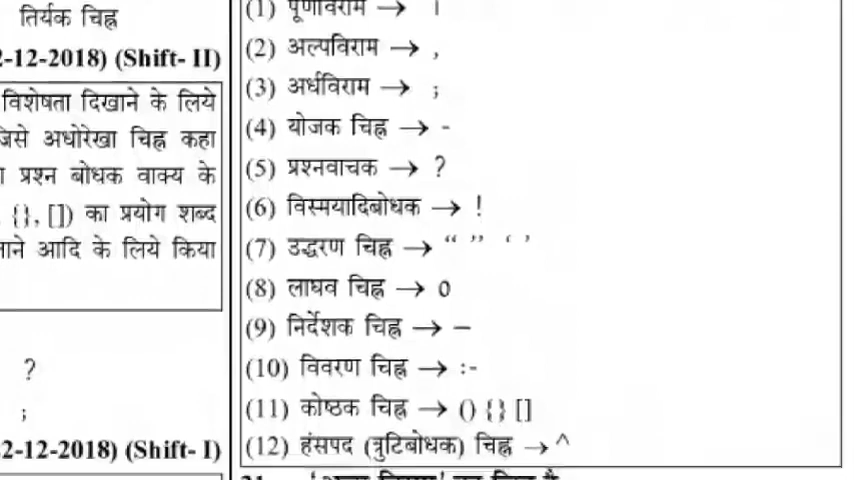 तिर्यक चिह्न
2-12-2018) (Shift- II)
विशेषता दिखाने के लिये
जिसे अधोरेखा चिह्न कहा
प्रश्न बोधक वाक्य के
{}, []) का प्रयोग शब्द
आदि के लिये किया
?
;
2-12-2018) (Shift- I)
(1) पूर्णविराम → ।
(2) अल्पविराम → ,
(3) अर्धविराम → ;
(4) योजक चिह्न → -
(5) प्रश्नवाचक → ?
(6) विस्मयादिबोधक → !
(7) उद्धरण चिह्न → “ ” ‘ ’
(8) लाघव चिह्न → 0
(9) निर्देशक चिह्न → —
(10) विवरण चिह्न → :-
(11) कोष्ठक चिह्न → () {} []
(12) हंसपद (त्रुटिबोधक) चिह्न → ^